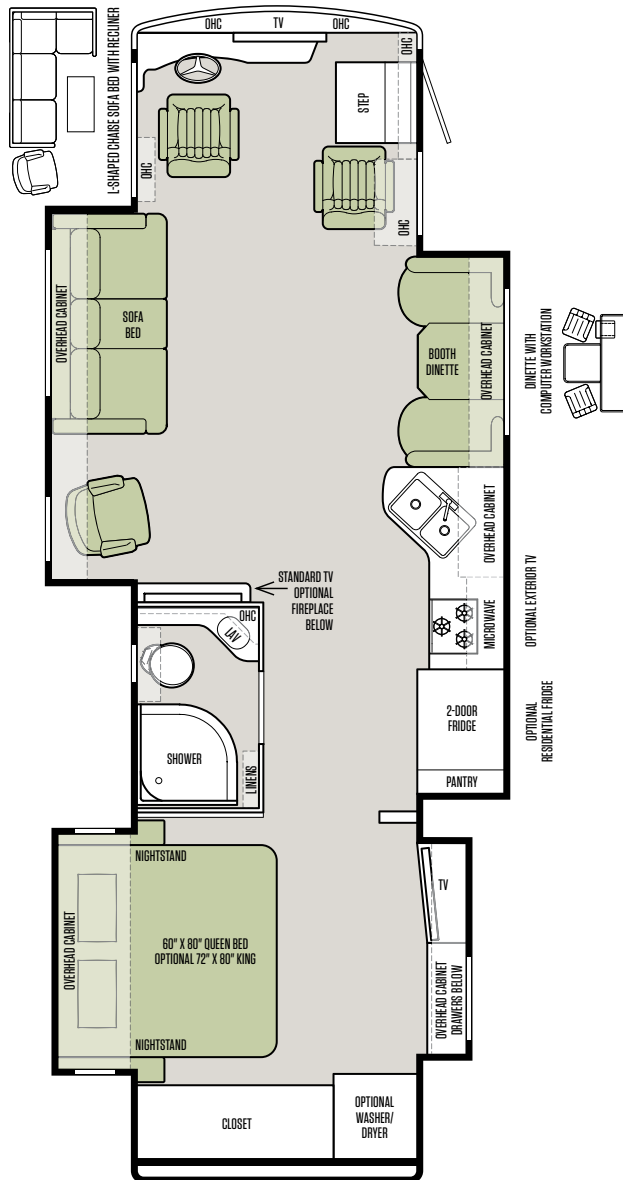 OHC
TV
OHC
OHC
L-SHAPED CHAISE SOFA BED WITH RECLINER
STEP
OHC
OHC
OVERHEAD CABINET
SOFA
BED
BOOTH
DINETTE
OVERHEAD CABINET
DINETTE WITH
COMPUTER WORKSTATION
OVERHEAD CABINET
STANDARD TV
OPTIONAL
FIREPLACE
BELOW
MICROWAVE
OPTIONAL EXTERIOR TV
OHC
LAV
SHOWER
LINENS
2-DOOR
FRIDGE
OPTIONAL
RESIDENTIAL FRIDGE
PANTRY
NIGHTSTAND
OVERHEAD CABINET
60" X 80" QUEEN BED
OPTIONAL 72" X 80" KING
NIGHTSTAND
TV
OVERHEAD CABINET
DRAWERS BELOW
CLOSET
OPTIONAL
WASHER/
DRYER